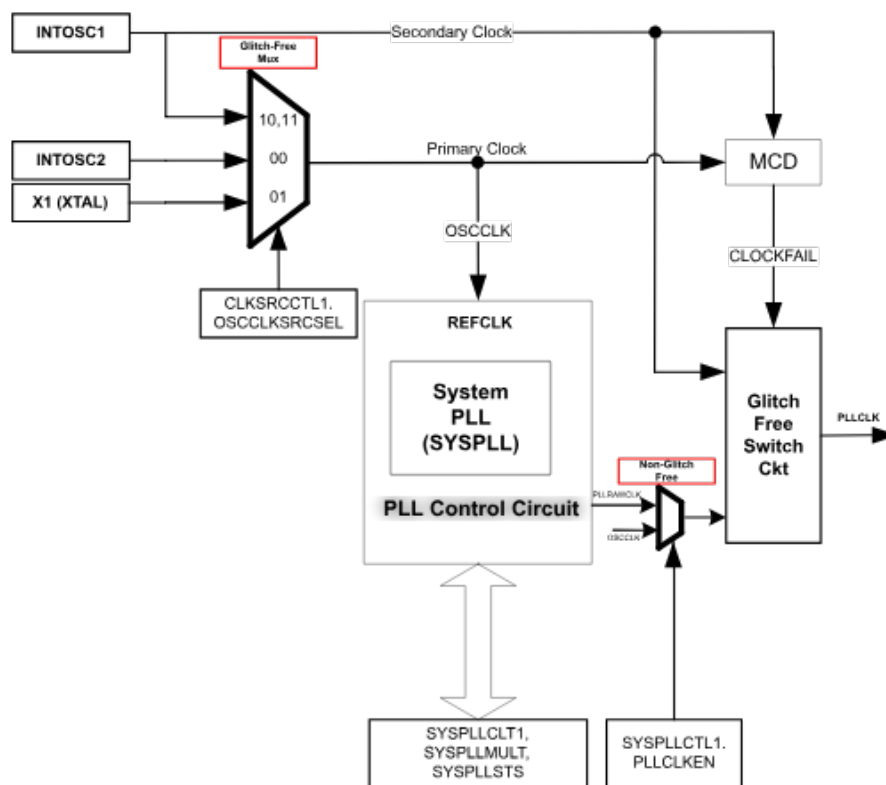 INTOSC1
Secondary Clock
Glitch-Free
Mux
10,11
INTOSC2
00
Primary Clock
MCD
X1 (XTAL)
01
OSCCLK
CLOCKFAIL
CLKSRCCTL1.
OSCCLKSRCSEL
REFCLK
System
PLL
(SYSPLL)
Glitch
Free
Switch
Ckt
PLLCLK
Non-Glitch
Free
PLLRAWCLK
PLL Control Circuit
OSCCLK
SYSPLLCLT1,
SYSPLLMULT,
SYSPLLSTS
SYSPLLCTL1.
PLLCLKEN